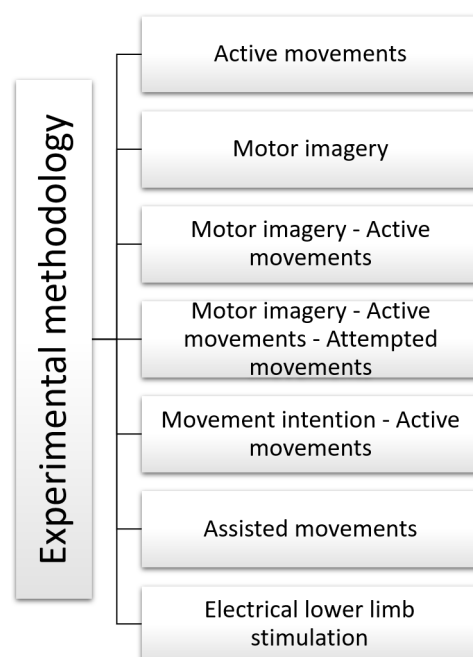 Experimental methodology
Active movements
Motor imagery
Motor imagery - Active
movements
Motor imagery - Active
movements - Attempted
movements
Movement intention - Active
movements
Assisted movements
Electrical lower limb
stimulation